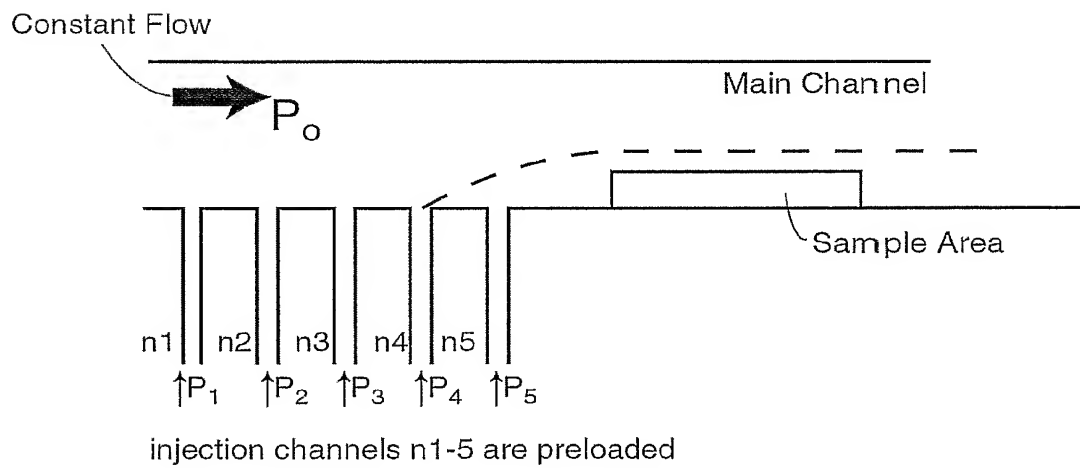 Constant Flow
Main Channel
P₀
Sample Area
n1 n2 n3 n4 n5
↑P₁ ↑P₂ ↑P₃ ↑P₄ ↑P₅
injection channels n1-5 are preloaded